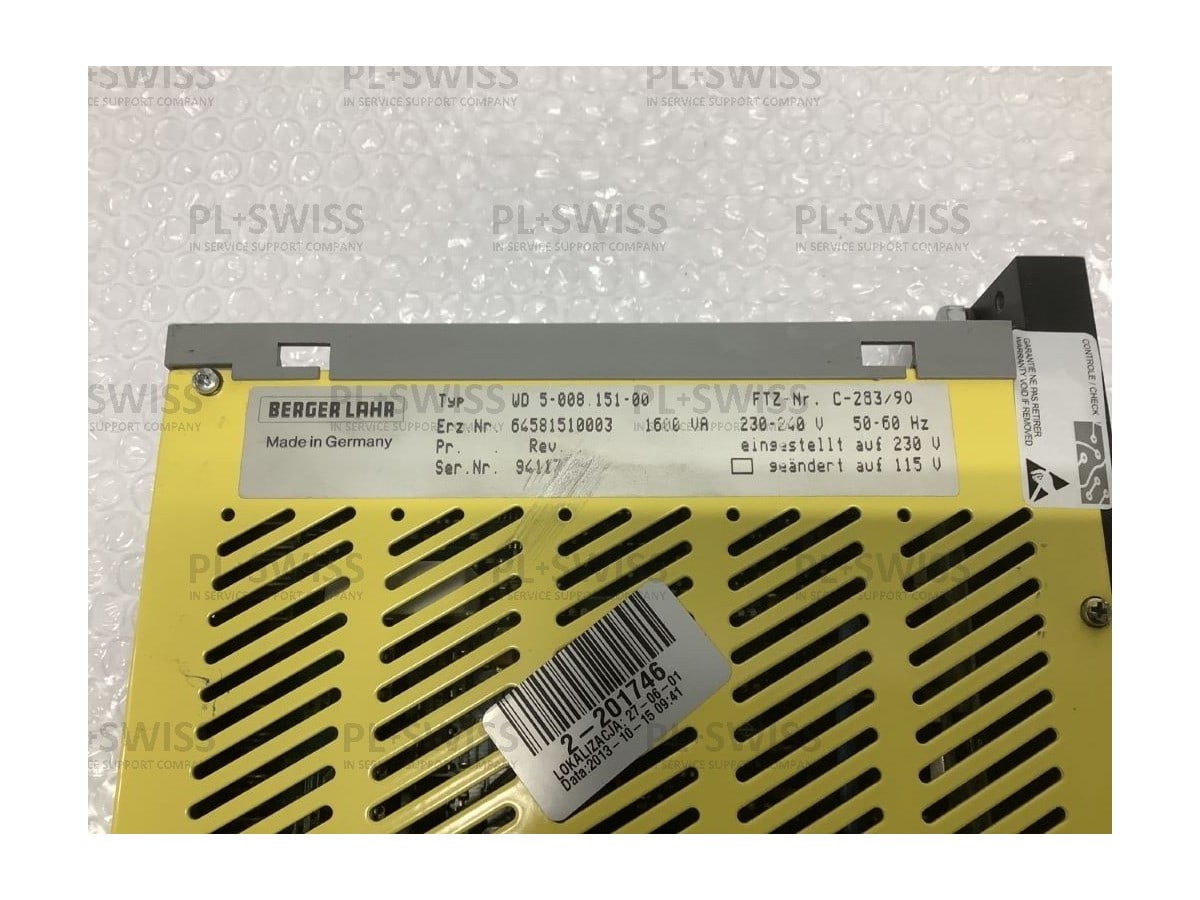 PL+SWISS
IN SERVICE SUPPORT COMPANY
BERGER LAHR
Made in Germany
Typ WD 5-008.151-00 FTZ-Nr. C-283/90
Erz Nr. 64581510003 1600 VA 230-240 V 50-60 Hz
Pr. Rev. eingestellt auf 230 V
Ser.Nr. 94117 geändert auf 115 V
CONTROLE / CHECK
GARANTIE NE PAS RETIRER
WARRANTY VOID IF REMOVED
2-201746
LOKALIZACJA: 27-06-01
Data:2013-10-15 09:41